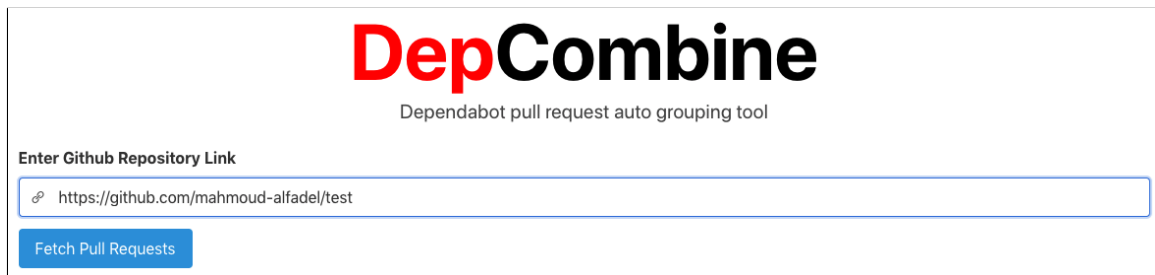 DepCombine
Dependabot pull request auto grouping tool
Enter Github Repository Link
https://github.com/mahmoud-alfadel/test
Fetch Pull Requests